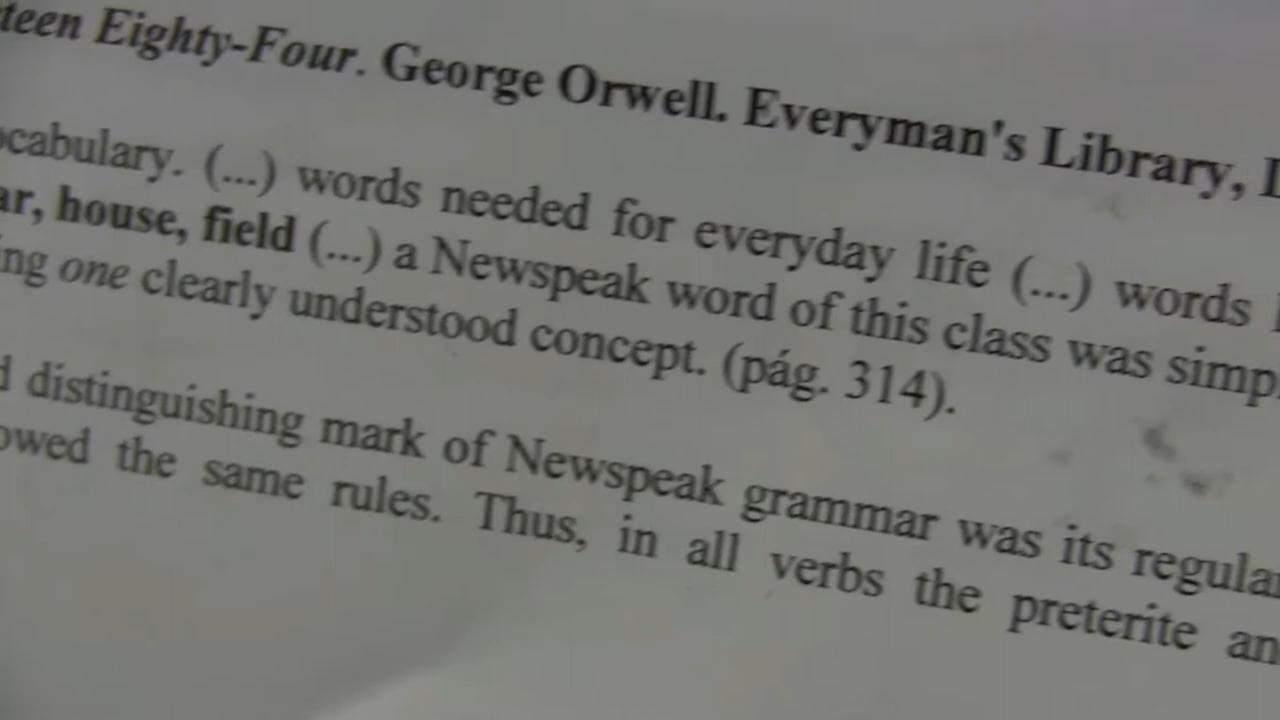 teen Eighty-Four. George Orwell. Everyman's Library,
ocabulary. (...) words needed for everyday life (...) words
ar, house, field (...) a Newspeak word of this class was simp
ing one clearly understood concept. (pág. 314).
d distinguishing mark of Newspeak grammar was its regular
owed the same rules. Thus, in all verbs the preterite an